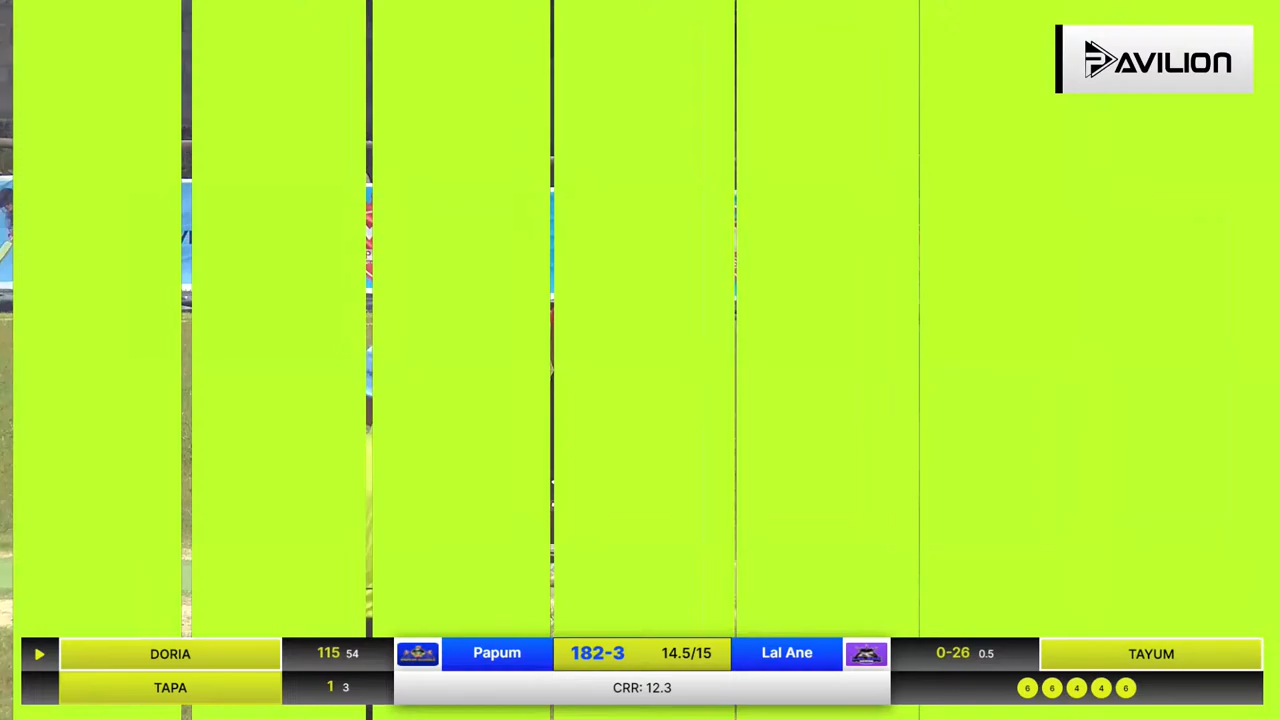 PAVILION
DORIA 115 54 Papum 182-3 14.5/15 Lal Ane 0-26 0.5 TAYUM
TAPA 1 3 CRR: 12.3 6 6 4 4 6